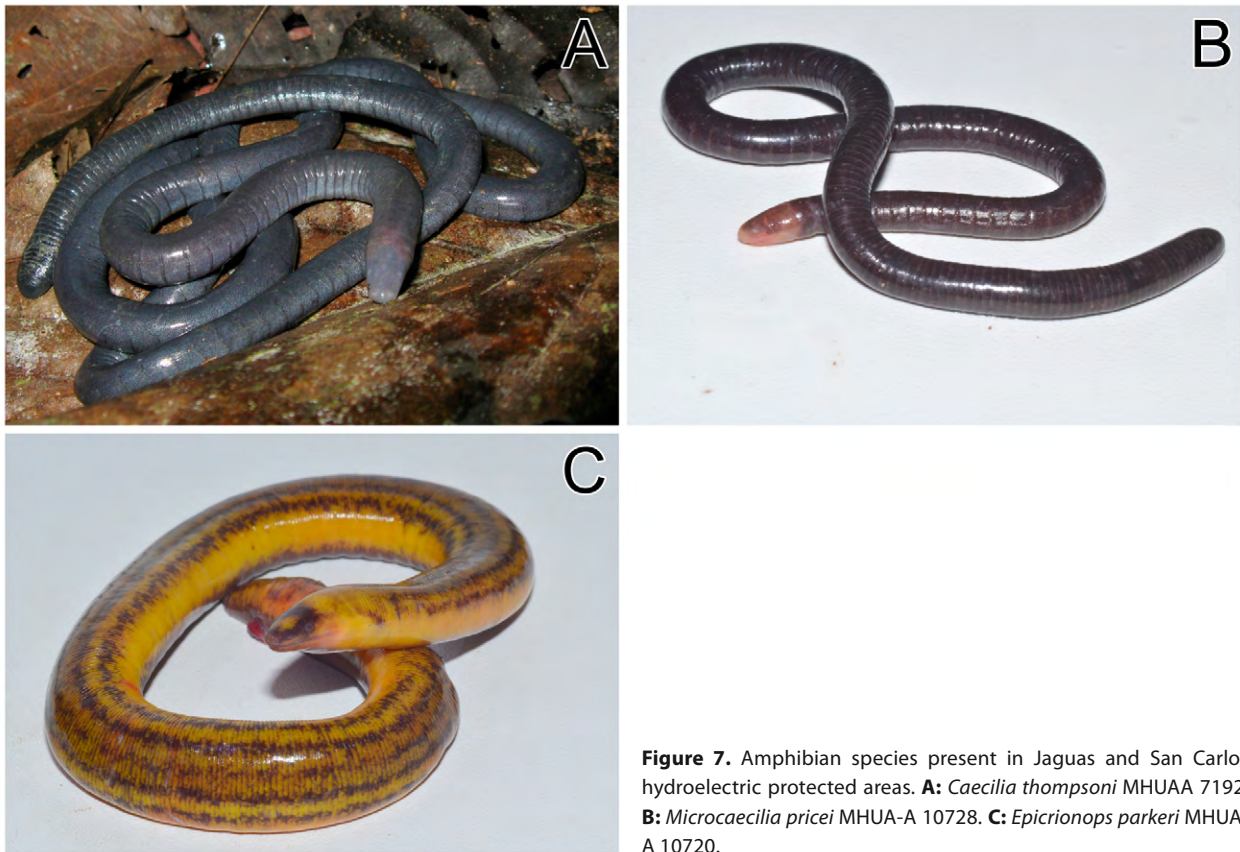 A
B
C
Figure 7. Amphibian species present in Jaguas and San Carlo
hydroelectric protected areas. A: Caecilia thompsoni MHUAA 7192
B: Microcaecilia pricei MHUA-A 10728. C: Epicrionops parkeri MHUA
A 10720.